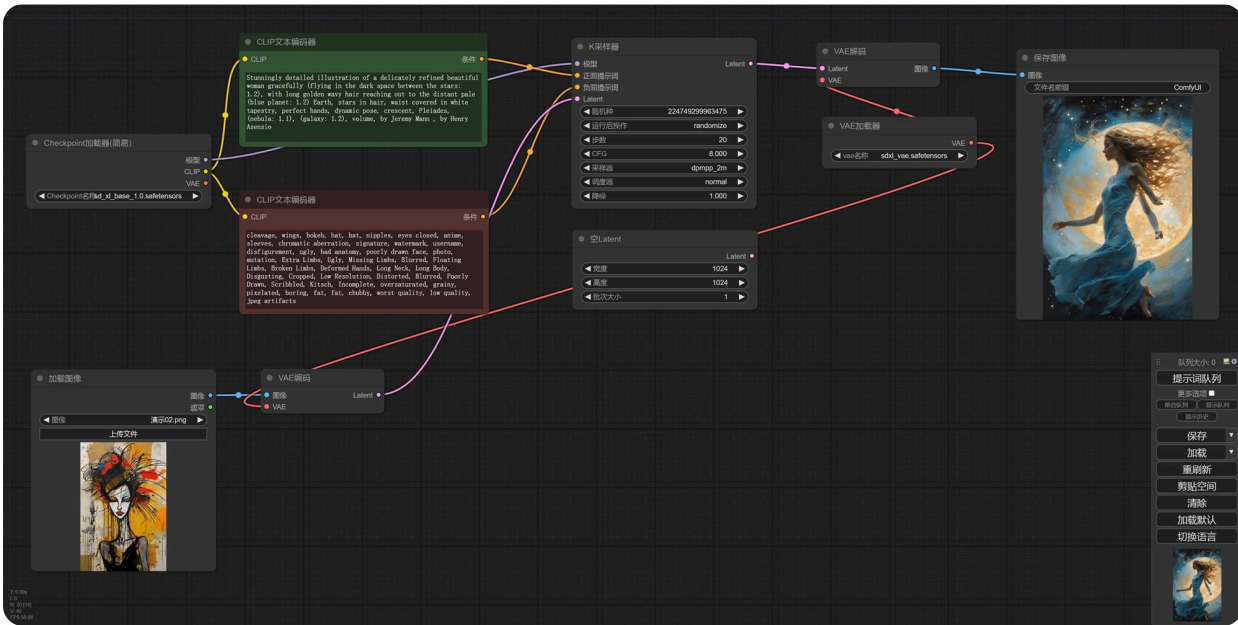 CLIP文本编码器
CLIP
条件
Stunningly detailed illustration of a delicately refined beautiful
woman gracefully (flying in the dark space between the stars:
1.2), with long golden wavy hair reaching out to the distant pale
(blue planet: 1.2) Earth, stars in hair, waist covered in white
tapestry, perfect hands, dynamic pose, crescent, Pleiades,
(nebula: 1.1), (galaxy: 1.2), volume, by Jeremy Mann , by Henry
Asensio
Checkpoint加载器(简易)
模型
CLIP
VAE
Checkpoint名称
sd_xl_base_1.0.safetensors
CLIP文本编码器
CLIP
条件
cleavage, wings, bokeh, hat, hat, nipples, eyes closed, anime,
sleeves, chromatic aberration, signature, watermark, username,
disfigurement, ugly, bad anatomy, poorly drawn face, photo,
mutation, Extra Limbs, Ugly, Missing Limbs, Blurred, Floating
Limbs, Broken Limbs, Deformed Hands, Long Neck, Long Body,
Disgusting, Cropped, Low Resolution, Distorted, Blurred, Poorly
Drawn, Scribbled, Kitsch, Incomplete, oversaturated, grainy,
pixelated, boring, fat, fat, chubby, worst quality, low quality,
jpeg artifacts
K采样器
模型
Latent
正面提示词
负面提示词
Latent
随机种 224749299963475
运行后操作 randomize
步数 20
CFG 8.000
采样器 dpmpp_2m
调度器 normal
降噪 1.000
空Latent
Latent
宽度 1024
高度 1024
批次大小 1
VAE解码
Latent 图像
VAE
VAE加载器
VAE
vae名称 sdxl_vae.safetensors
保存图像
图像
文件名前缀 ComfyUI
加载图像
图像
遮罩
图像 演示02.png
上传文件
VAE编码
图像 Latent
VAE
队列大小: 0
提示词队列
更多选项
前台队列 显示队列
显示历史
保存
加载
重刷新
剪贴空间
清除
加载默认
切换语言